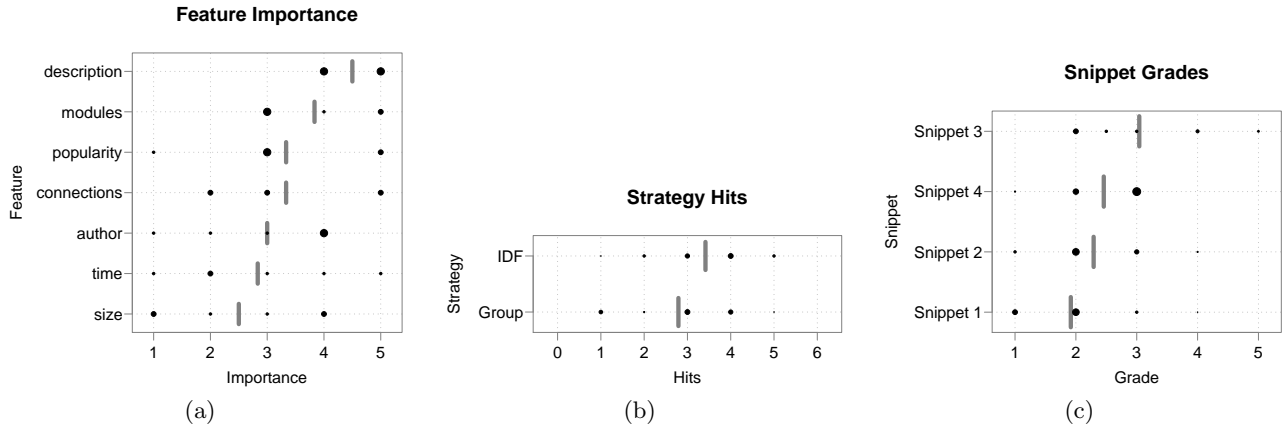 Feature Importance
Feature
description
modules
popularity
connections
author
time
size
1 2 3 4 5
Importance
(a)
Strategy Hits
Strategy
IDF
Group
0 1 2 3 4 5 6
Hits
(b)
Snippet Grades
Snippet
Snippet 3
Snippet 4
Snippet 2
Snippet 1
1 2 3 4 5
Grade
(c)